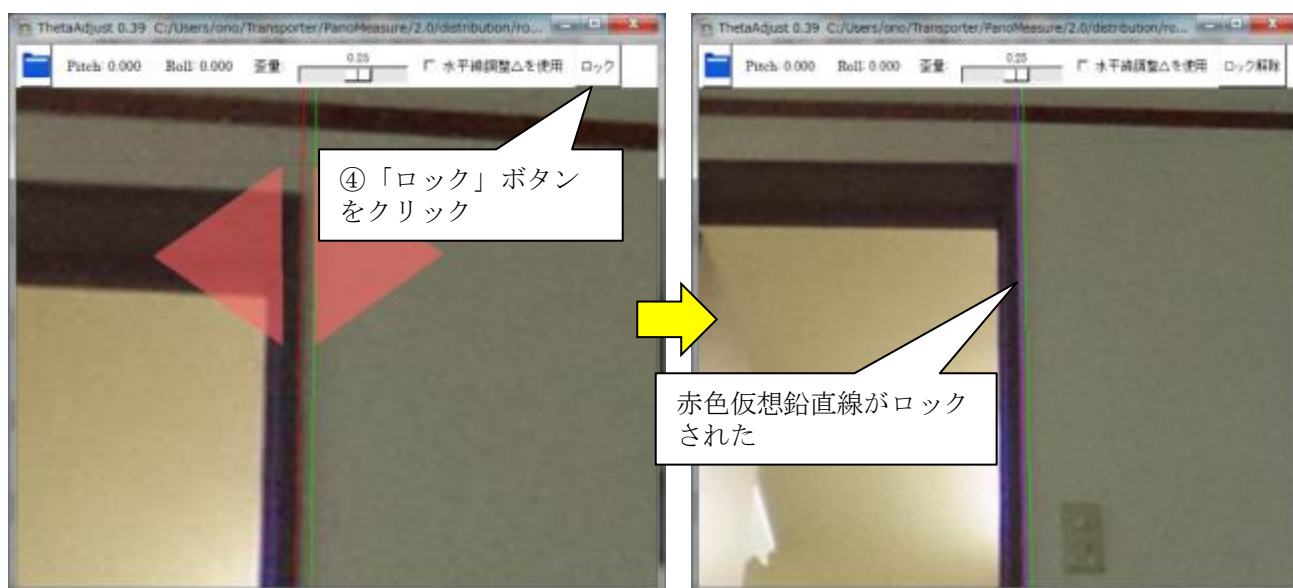 ThetaAdjust 0.39 C:/Users/ono/Transporter/PanoMeasure/2.0/distribution/ro...
Pitch: 0.000 Roll: 0.000 歪量: 0.25 水平線調整△を使用 ロック
④「ロック」ボタン
をクリック
ThetaAdjust 0.39 C:/Users/ono/Transporter/PanoMeasure/2.0/distribution/ro...
Pitch: 0.000 Roll: 0.000 歪量: 0.25 水平線調整△を使用 ロック解除
赤色仮想鉛直線がロック
された